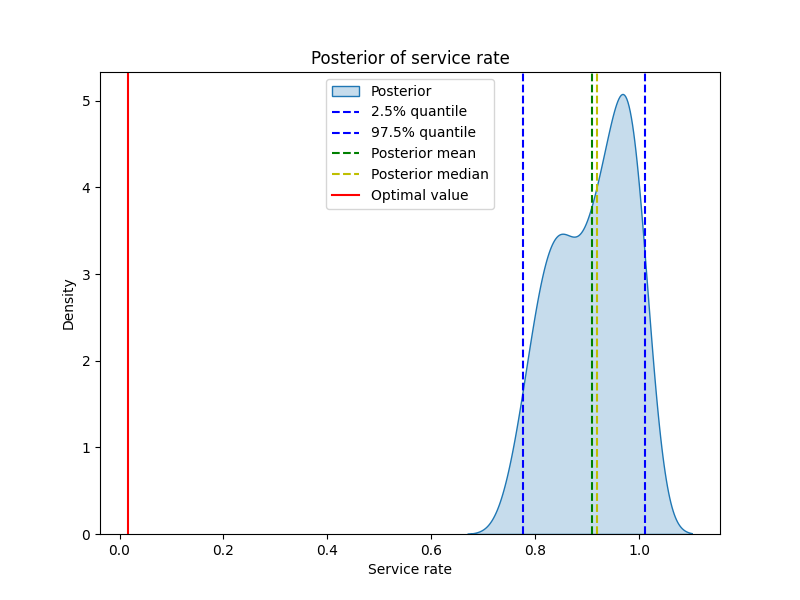 Posterior of service rate
Posterior
2.5% quantile
97.5% quantile
Posterior mean
Posterior median
Optimal value
Density
5
4
3
2
1
0
0.0 0.2 0.4 0.6 0.8 1.0
Service rate